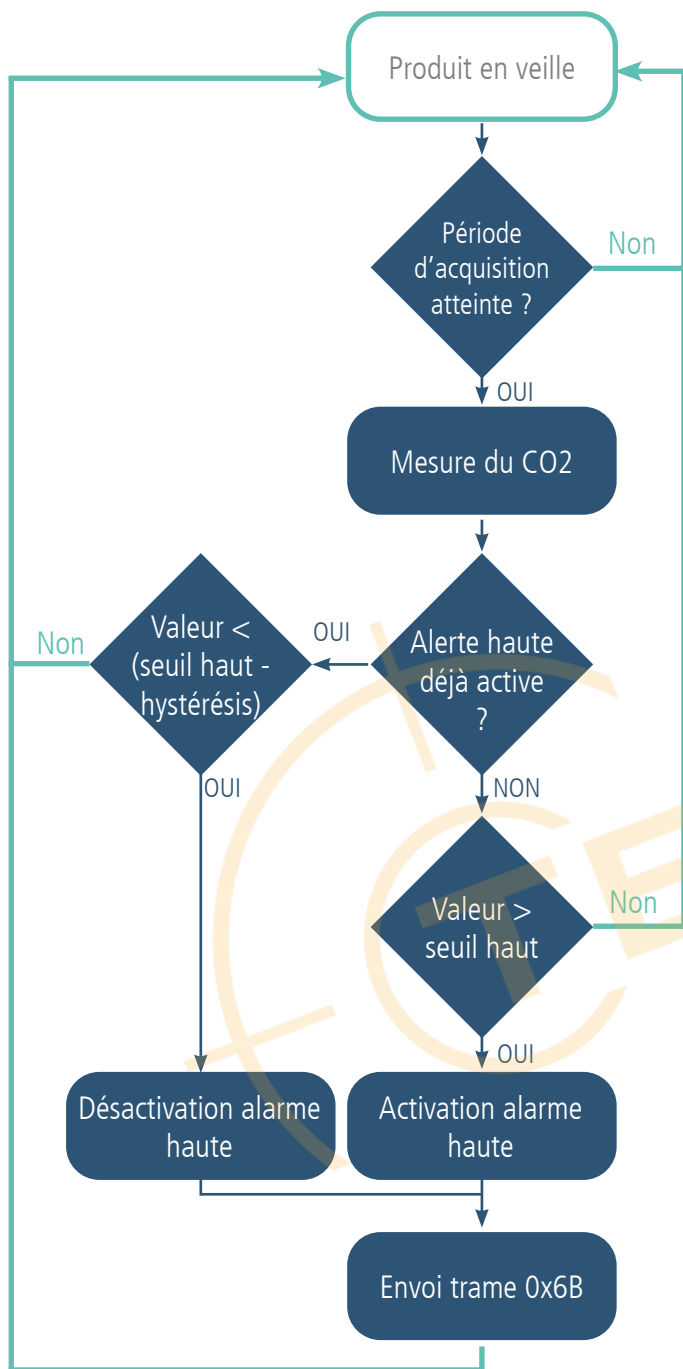 Produit en veille
Période
d’acquisition
atteinte ?
Non
OUI
Mesure du CO2
Alerte haute
déjà active
?
OUI
Valeur <
(seuil haut -
hystérésis)
Non
OUI
NON
Valeur >
seuil haut
Non
OUI
Désactivation alarme
haute
Activation alarme
haute
Envoi trame 0x6B
TE